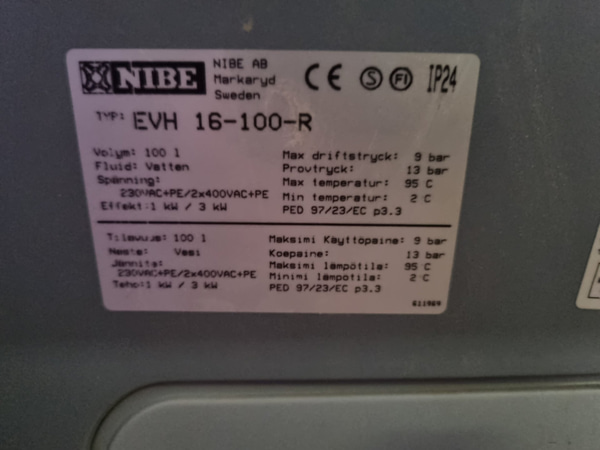 NIBE
NIBE AB
Markaryd
Sweden
CE S FI IP24
TYP: EVH 16-100-R
Volym: 100 l
Fluid: Vatten
Spänning:
230VAC+PE/2x400VAC+PE
Effekt:1 kW / 3 kW
Max driftstryck: 9 bar
Provtryck: 13 bar
Max temperatur: 95 C
Min temperatur: 2 C
PED 97/23/EC p3.3
Tilavuus: 100 l
Neste: Vesi
Jännite:
230VAC+PE/2x400VAC+PE
Teho:1 kW / 3 kW
Maksimi Käyttöpaine: 9 bar
Koepaine: 13 bar
Maksimi lämpötila: 95 C
Minimi lämpötila: 2 C
PED 97/23/EC p3.3
611969